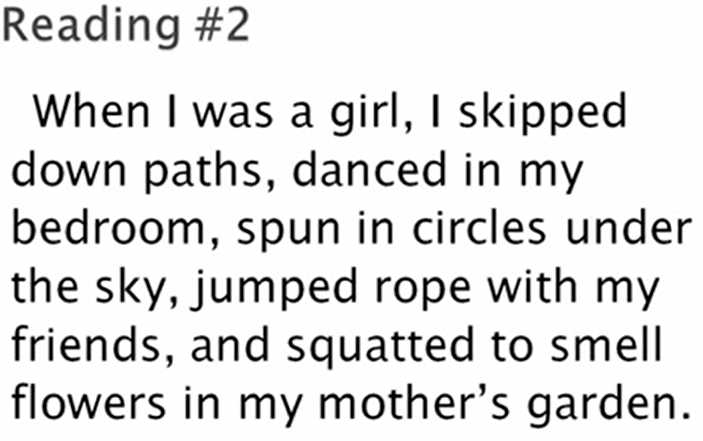 Reading #2
When I was a girl, I skipped
down paths, danced in my
bedroom, spun in circles under
the sky, jumped rope with my
friends, and squatted to smell
flowers in my mother’s garden.